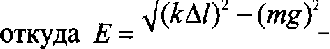 откуда E = √(kΔl)² − (mg)²